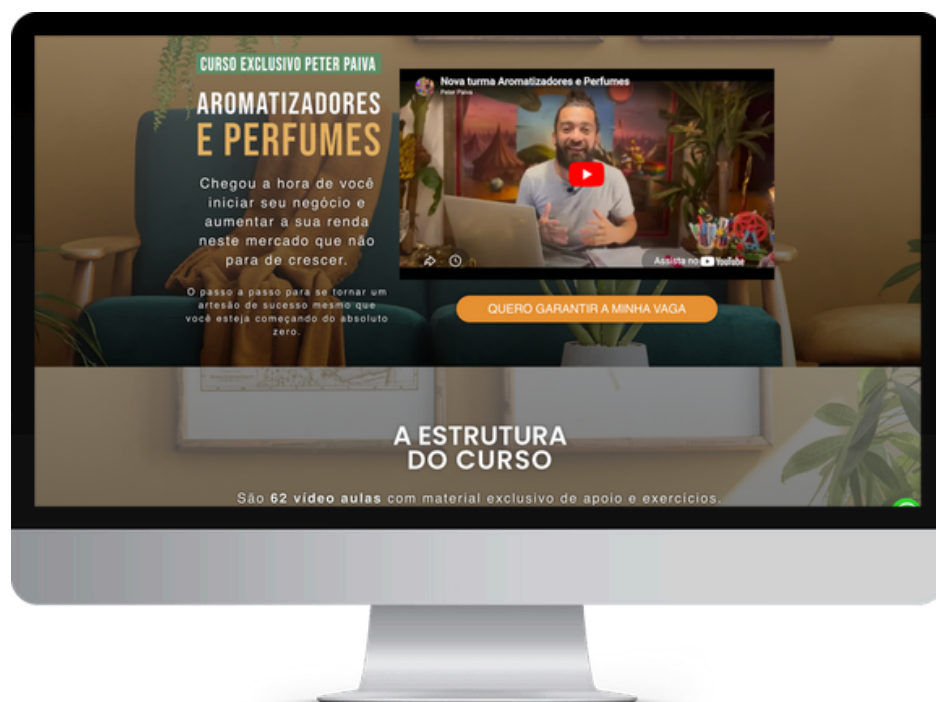 CURSO EXCLUSIVO PETER PAIVA
AROMATIZADORES
E PERFUMES
Chegou a hora de você
iniciar seu negócio e
aumentar a sua renda
neste mercado que não
para de crescer.
O passo a passo para se tornar um
artesão de sucesso mesmo que
você esteja começando do absoluto
zero.
Nova turma Aromatizadores e Perfumes
Peter Paiva
Assista no YouTube
QUERO GARANTIR A MINHA VAGA
A ESTRUTURA
DO CURSO
São 62 vídeo aulas com material exclusivo de apoio e exercícios.